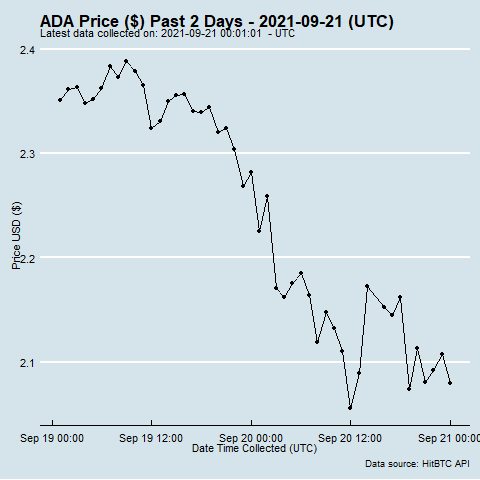 ADA Price ($) Past 2 Days - 2021-09-21 (UTC)
Latest data collected on: 2021-09-21 00:01:01 - UTC
2.4
2.3
2.2
2.1
Price USD ($)
Sep 19 00:00 Sep 19 12:00 Sep 20 00:00 Sep 20 12:00 Sep 21 00:00
Date Time Collected (UTC)
Data source: HitBTC API